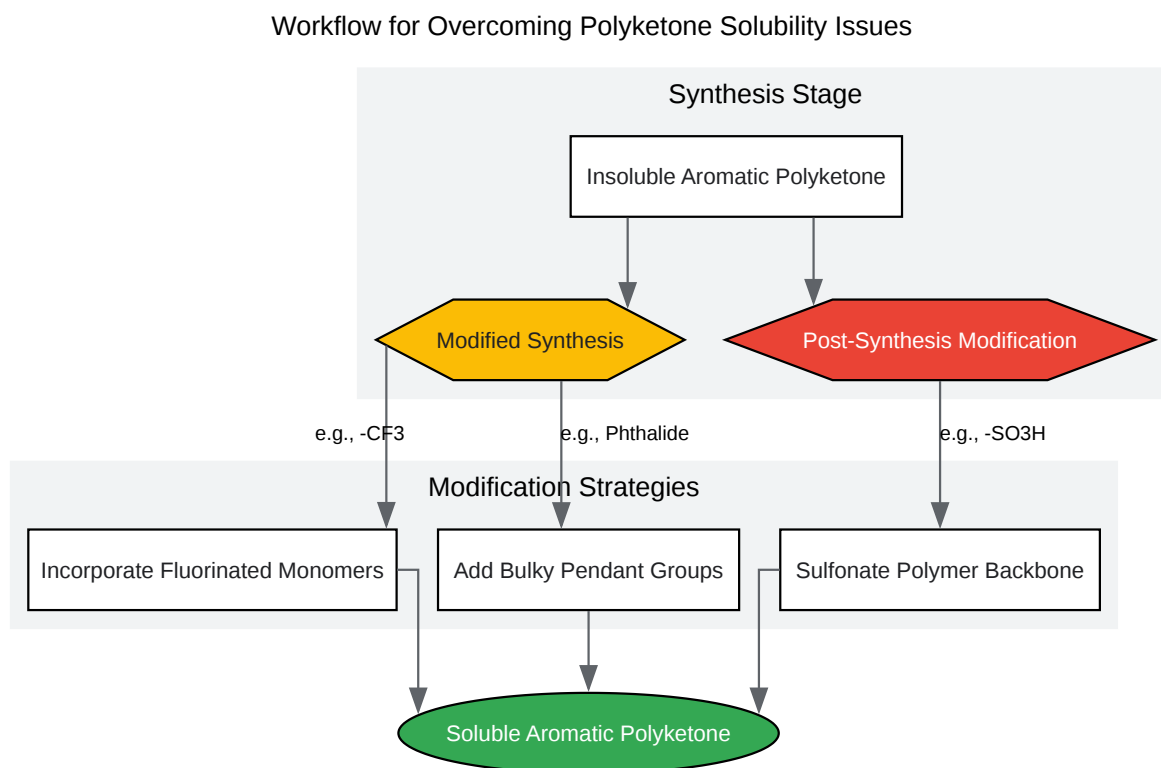 Workflow for Overcoming Polyketone Solubility Issues
Synthesis Stage
Insoluble Aromatic Polyketone
Modified Synthesis
Post-Synthesis Modification
e.g., -CF3
e.g., Phthalide
e.g., -SO3H
Modification Strategies
Incorporate Fluorinated Monomers
Add Bulky Pendant Groups
Sulfonate Polymer Backbone
Soluble Aromatic Polyketone